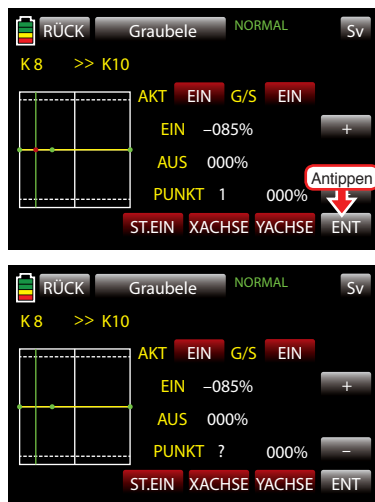 RÜCK Graubele NORMAL Sv
K 8 >> K10
AKT EIN G/S EIN
EIN –085% +
AUS 000%
Antippen
PUNKT 1 000%
ST.EIN XACHSE YACHSE ENT
RÜCK Graubele NORMAL Sv
K 8 >> K10
AKT EIN G/S EIN
EIN –085% +
AUS 000%
PUNKT ? 000% –
ST.EIN XACHSE YACHSE ENT